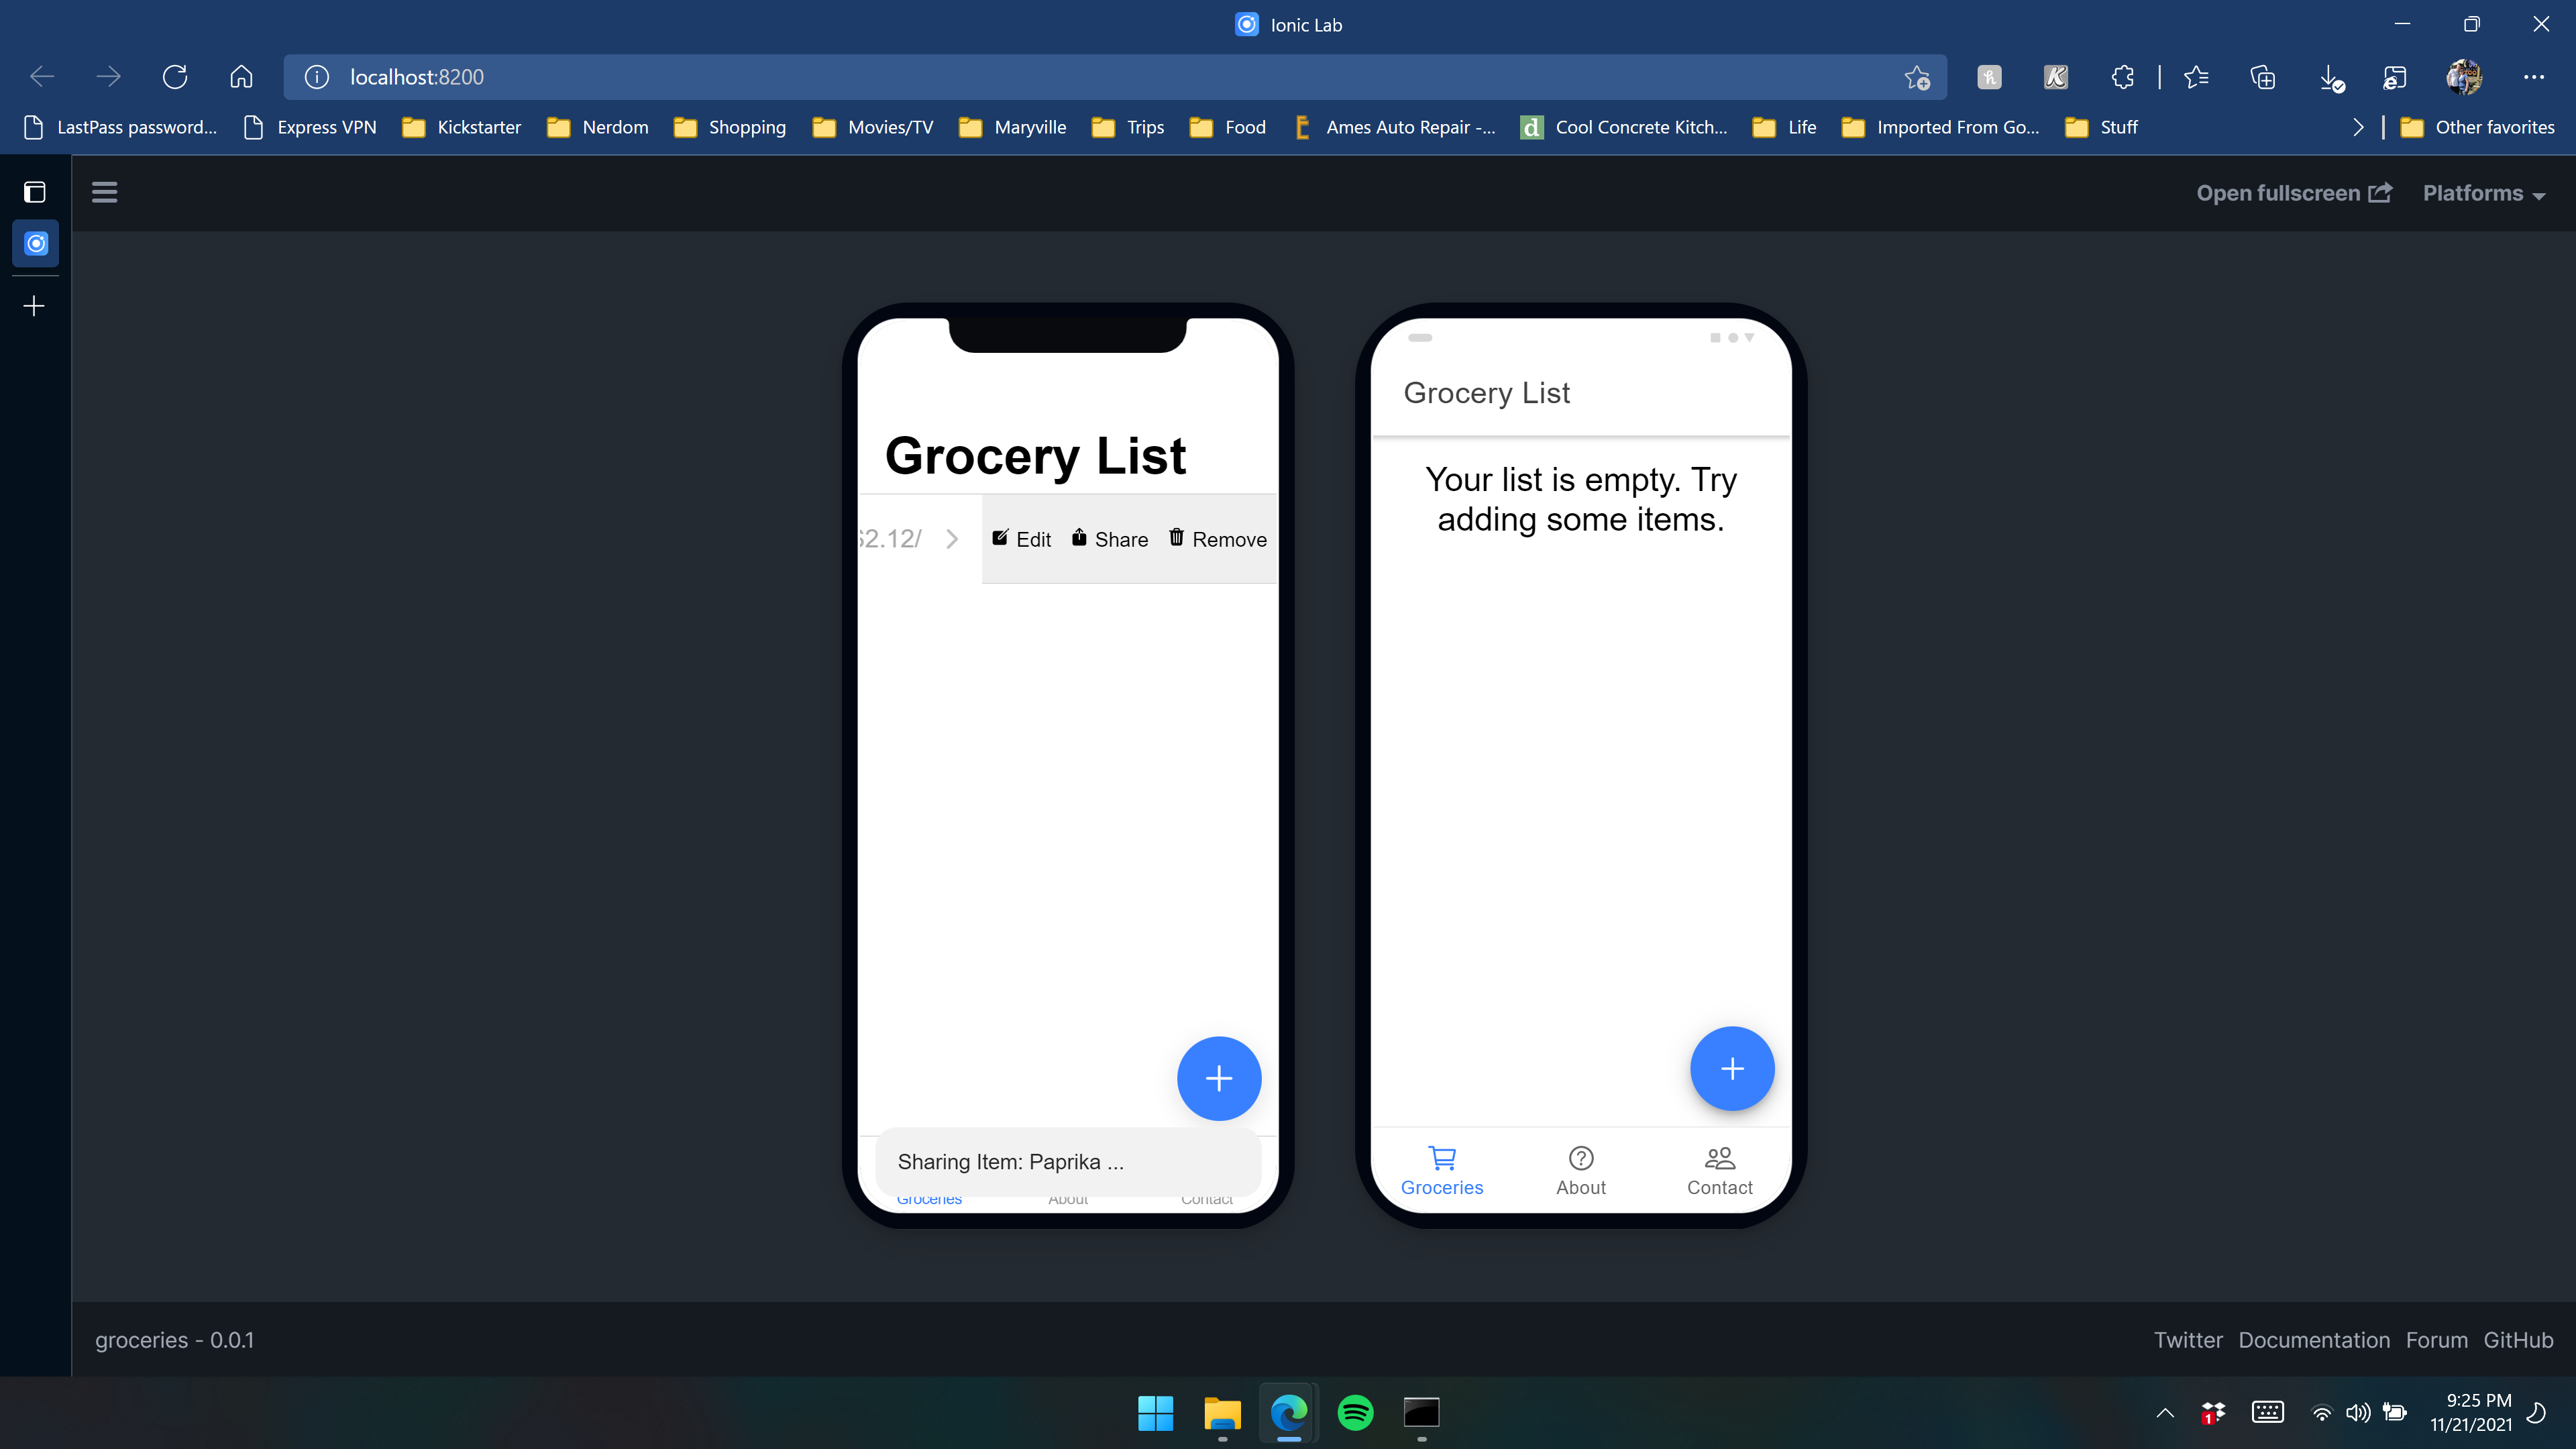 Ionic Lab
localhost:8200
LastPass password...
Express VPN
Kickstarter
Nerdom
Shopping
Movies/TV
Maryville
Trips
Food
Ames Auto Repair -...
Cool Concrete Kitch...
Life
Imported From Go...
Stuff
Other favorites
Open fullscreen
Platforms
Grocery List
$2.12/
Edit
Share
Remove
Sharing Item: Paprika ...
Groceries
About
Contact
Grocery List
Your list is empty. Try
adding some items.
Groceries
About
Contact
groceries - 0.0.1
Twitter
Documentation
Forum
GitHub
1
9:25 PM
11/21/2021